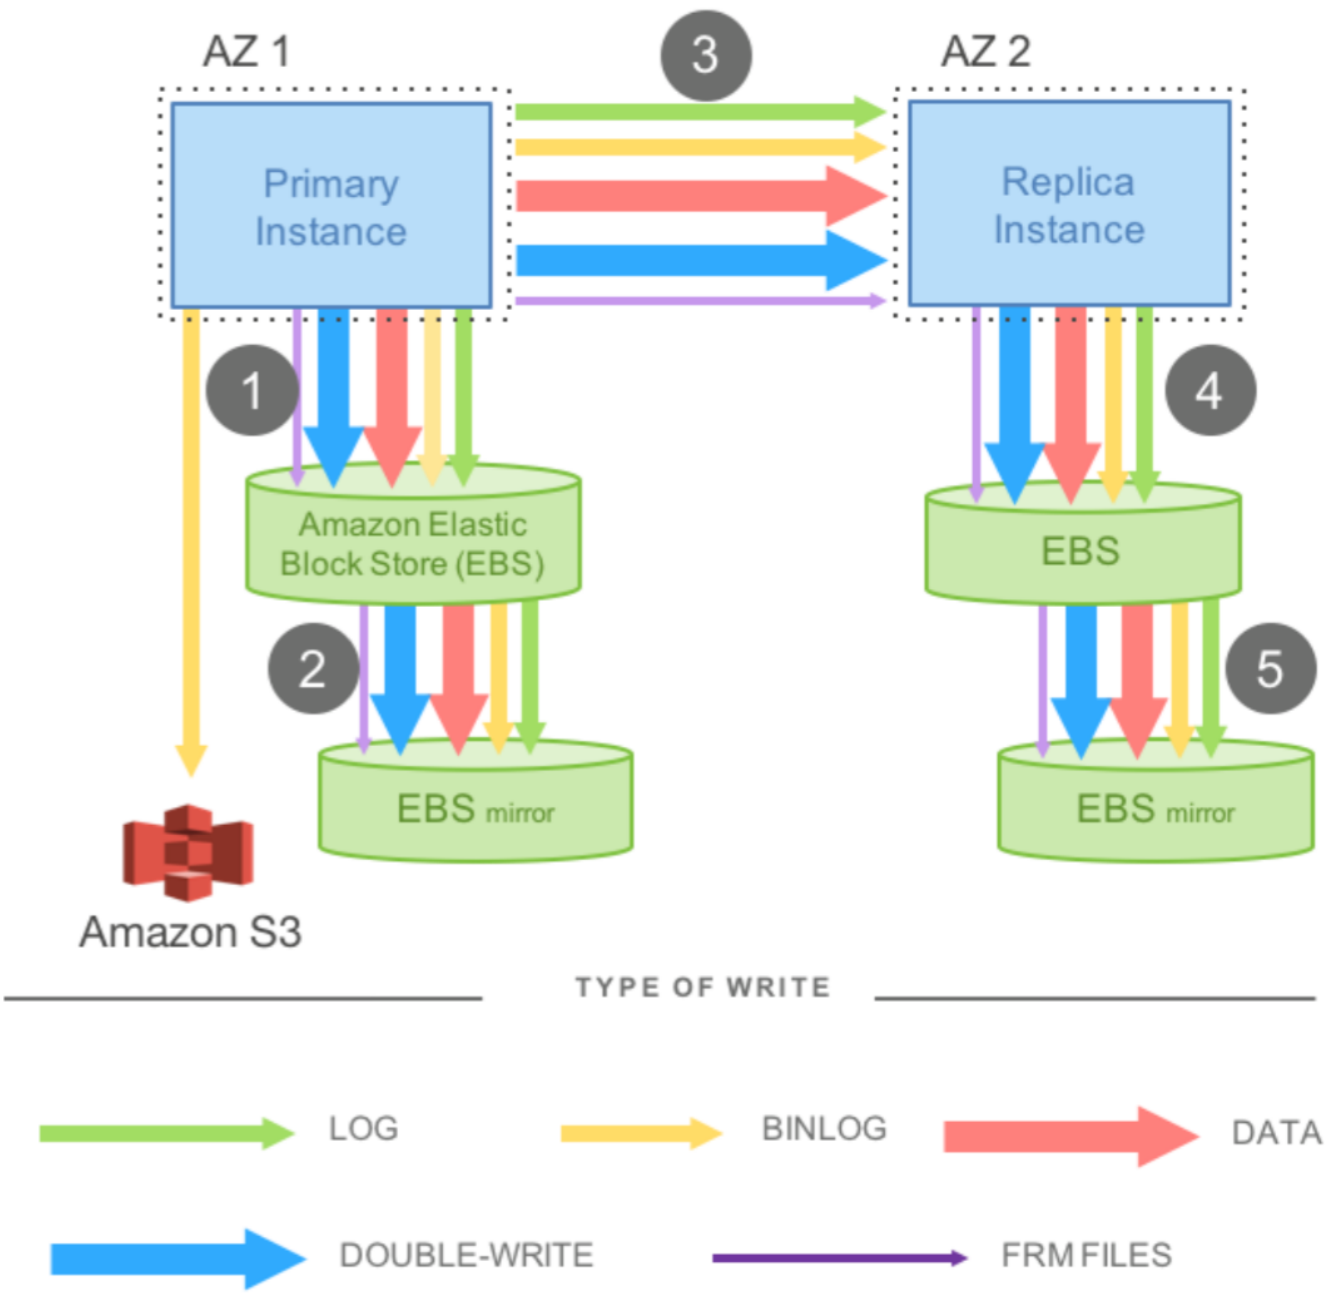 AZ 1
3
AZ 2
Primary
Instance
Replica
Instance
1
4
Amazon Elastic
Block Store (EBS)
EBS
2
5
EBS mirror
EBS mirror
Amazon S3
TYPE OF WRITE
LOG
BINLOG
DATA
DOUBLE-WRITE
FRM FILES